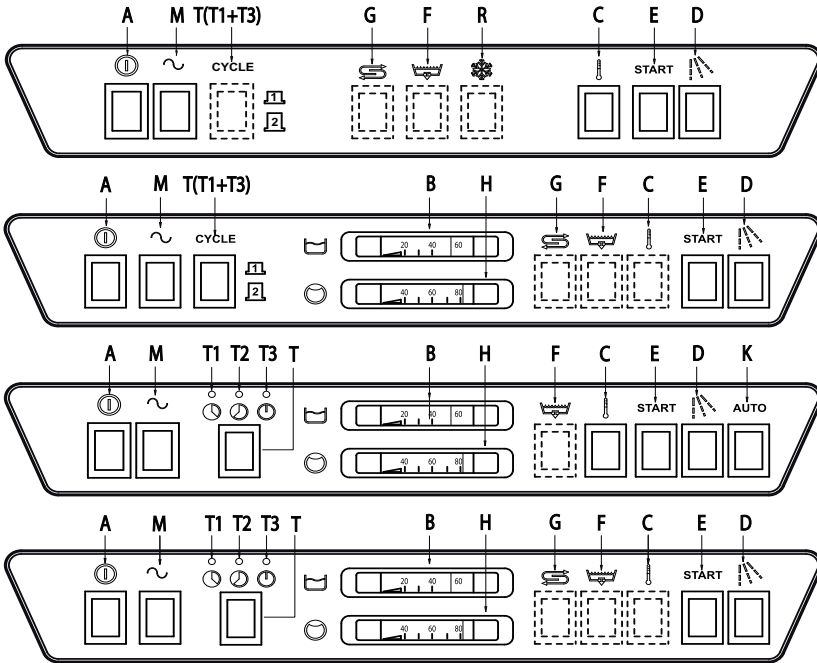 A M T(T1+T3) G F R C E D
CYCLE START
1
2
A M T(T1+T3) B H G F C E D
CYCLE START
20 40 60
1
2
40 60 80
A M T1 T2 T3 T B H F C E D K
START AUTO
20 40 60
40 60 80
A M T1 T2 T3 T B H G F C E D
START
20 40 60
40 60 80